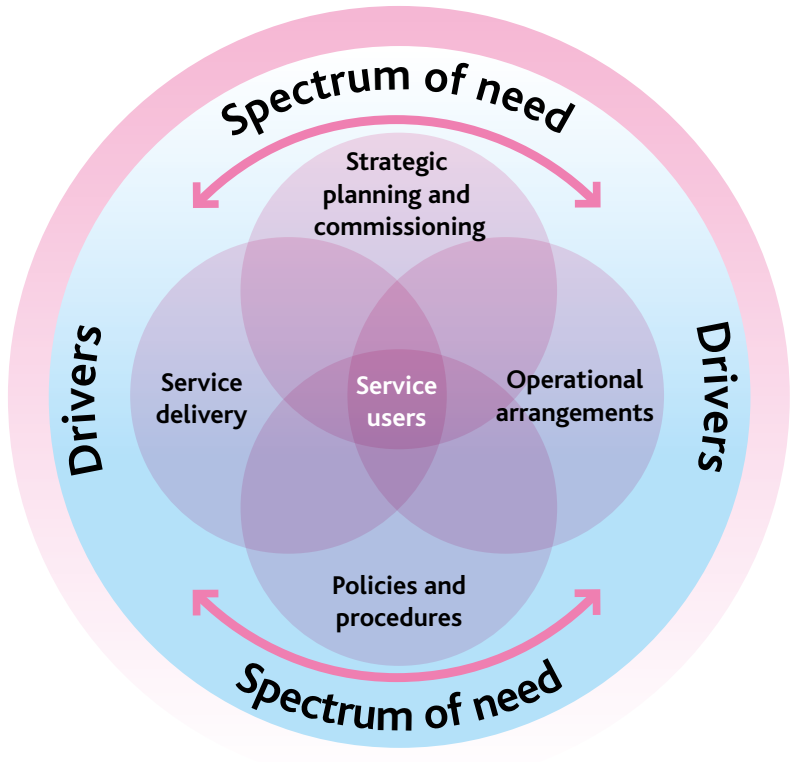 Spectrum of need
Strategic
planning and
commissioning
Drivers
Service
delivery
Service
users
Operational
arrangements
Drivers
Policies and
procedures
Spectrum of need